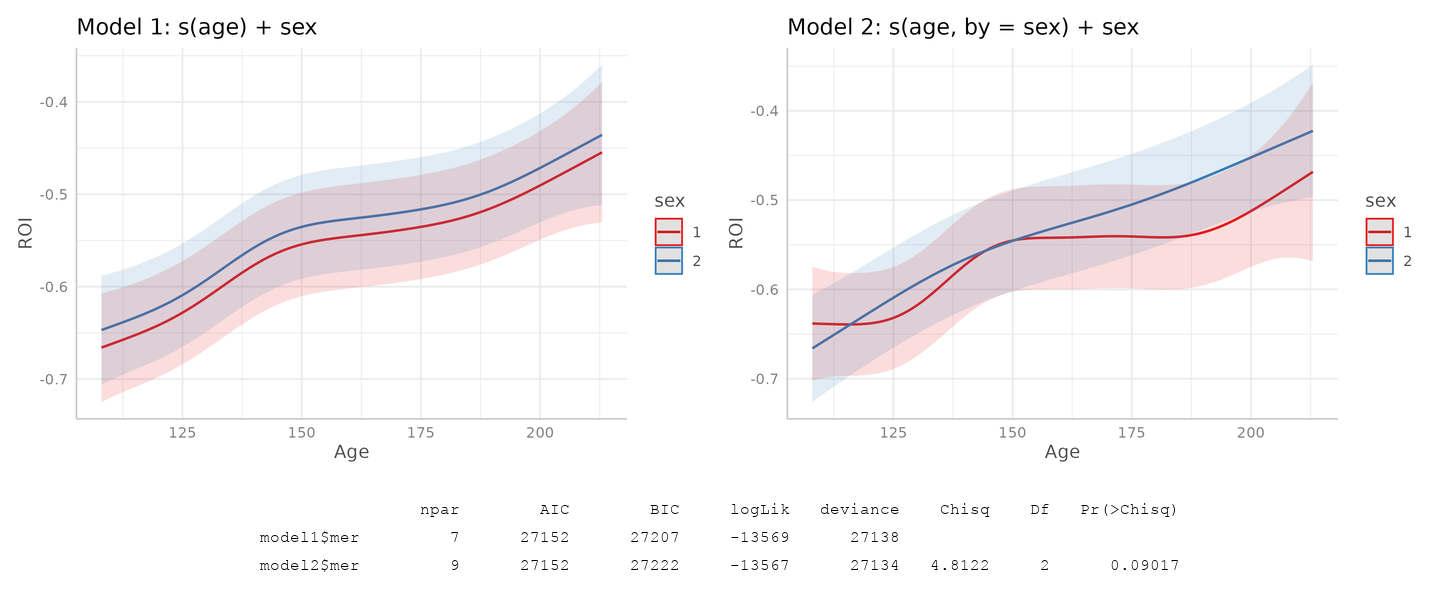 Model 1: s(age) + sex
-0.4
-0.5
-0.6
-0.7
ROI
125 150 175 200
Age
sex
1
2
Model 2: s(age, by = sex) + sex
-0.4
-0.5
-0.6
-0.7
ROI
125 150 175 200
Age
sex
1
2
npar AIC BIC logLik deviance Chisq Df Pr(>Chisq)
model1$mer 7 27152 27207 -13569 27138
model2$mer 9 27152 27222 -13567 27134 4.8122 2 0.09017